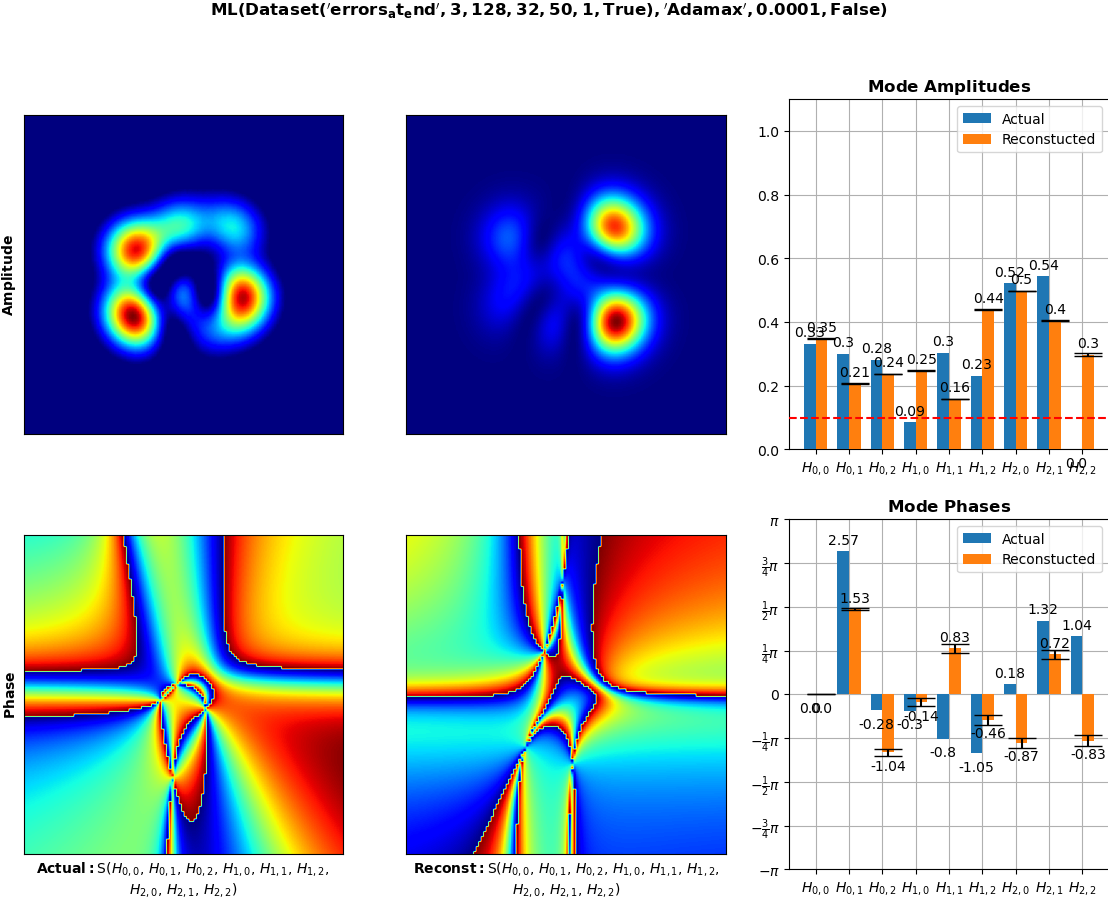 ML(Dataset('errors_at_end', 3, 128, 32, 50, 1, True), 'Adamax', 0.0001, False)
Amplitude
Mode Amplitudes
Actual
Reconstucted
1.0
0.8
0.6
0.4
0.2
0.0
0.33 0.35 0.3 0.21 0.28 0.24 0.09 0.25 0.3 0.16 0.23 0.44 0.52 0.5 0.54 0.4 0.0 0.3
H0,0 H0,1 H0,2 H1,0 H1,1 H1,2 H2,0 H2,1 H2,2
Phase
Mode Phases
Actual
Reconstucted
π
3/4π
1/2π
1/4π
0
−1/4π
−1/2π
−3/4π
−π
0.0 0.0 2.57 1.53 -0.28 -1.04 -0.3 -0.14 -0.8 0.83 -1.05 -0.46 0.18 -0.87 1.32 0.72 1.04 -0.83
H0,0 H0,1 H0,2 H1,0 H1,1 H1,2 H2,0 H2,1 H2,2
Actual: S(H0,0, H0,1, H0,2, H1,0, H1,1, H1,2,
H2,0, H2,1, H2,2)
Reconst: S(H0,0, H0,1, H0,2, H1,0, H1,1, H1,2,
H2,0, H2,1, H2,2)